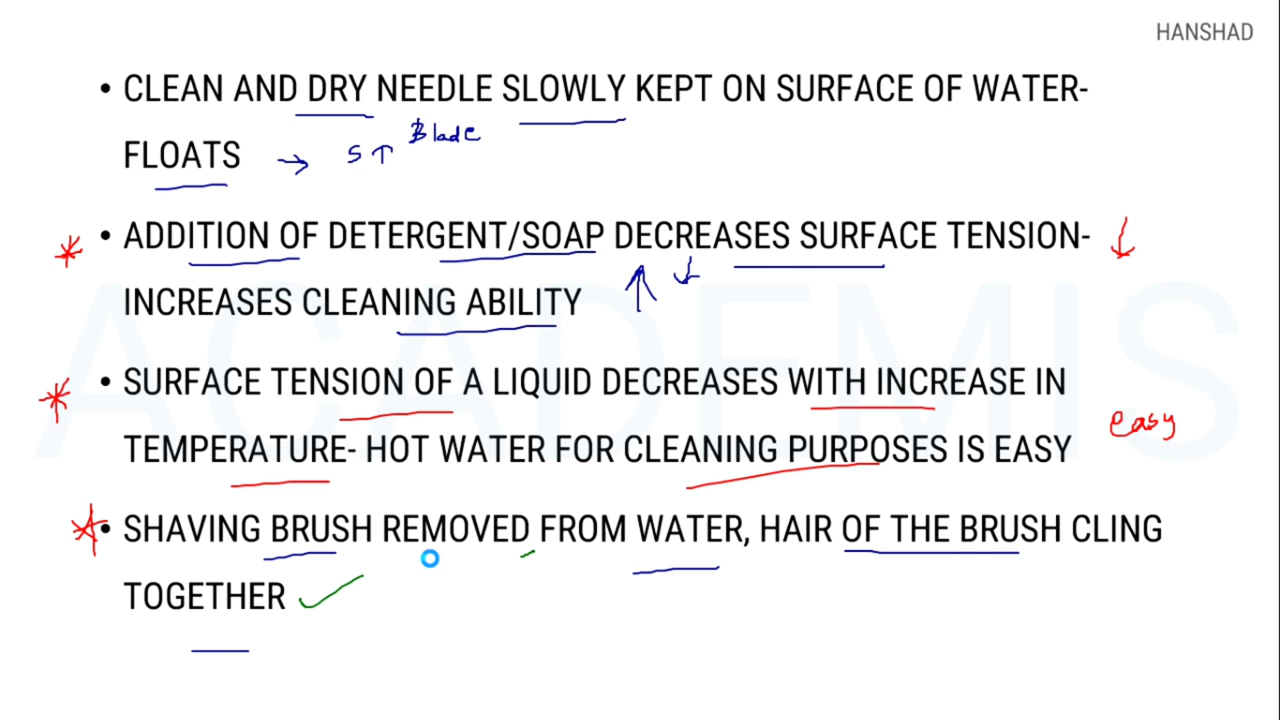 HANSHAD
• CLEAN AND DRY NEEDLE SLOWLY KEPT ON SURFACE OF WATER-
Blade
FLOATS → S↑
• ADDITION OF DETERGENT/SOAP DECREASES SURFACE TENSION- ↓
↑ ↓
INCREASES CLEANING ABILITY
• SURFACE TENSION OF A LIQUID DECREASES WITH INCREASE IN
easy
TEMPERATURE- HOT WATER FOR CLEANING PURPOSES IS EASY
• SHAVING BRUSH REMOVED FROM WATER, HAIR OF THE BRUSH CLING
TOGETHER
ACADEMIS